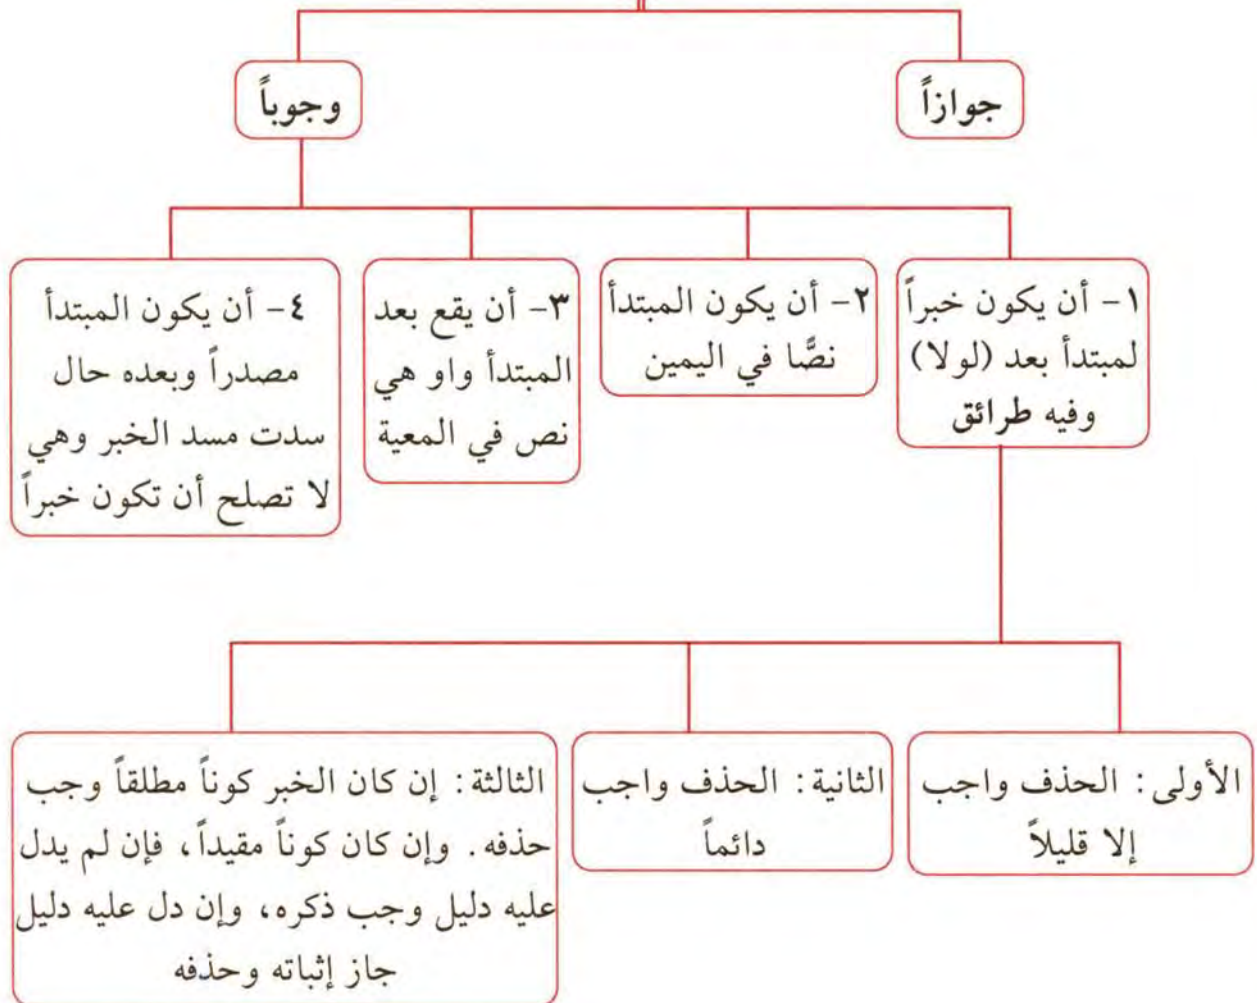 جوازاً
وجوباً
١- أن يكون خبراً
لمبتدأ بعد (لولا)
وفيه طرائق
٢- أن يكون المبتدأ
نصًّا في اليمين
٣- أن يقع بعد
المبتدأ واو هي
نص في المعية
٤- أن يكون المبتدأ
مصدراً وبعده حال
سدت مسد الخبر وهي
لا تصلح أن تكون خبراً
الأولى: الحذف واجب
إلا قليلاً
الثانية: الحذف واجب
دائماً
الثالثة: إن كان الخبر كوناً مطلقاً وجب
حذفه. وإن كان كوناً مقيداً، فإن لم يدل
عليه دليل وجب ذكره، وإن دل عليه دليل
جاز إثباته وحذفه